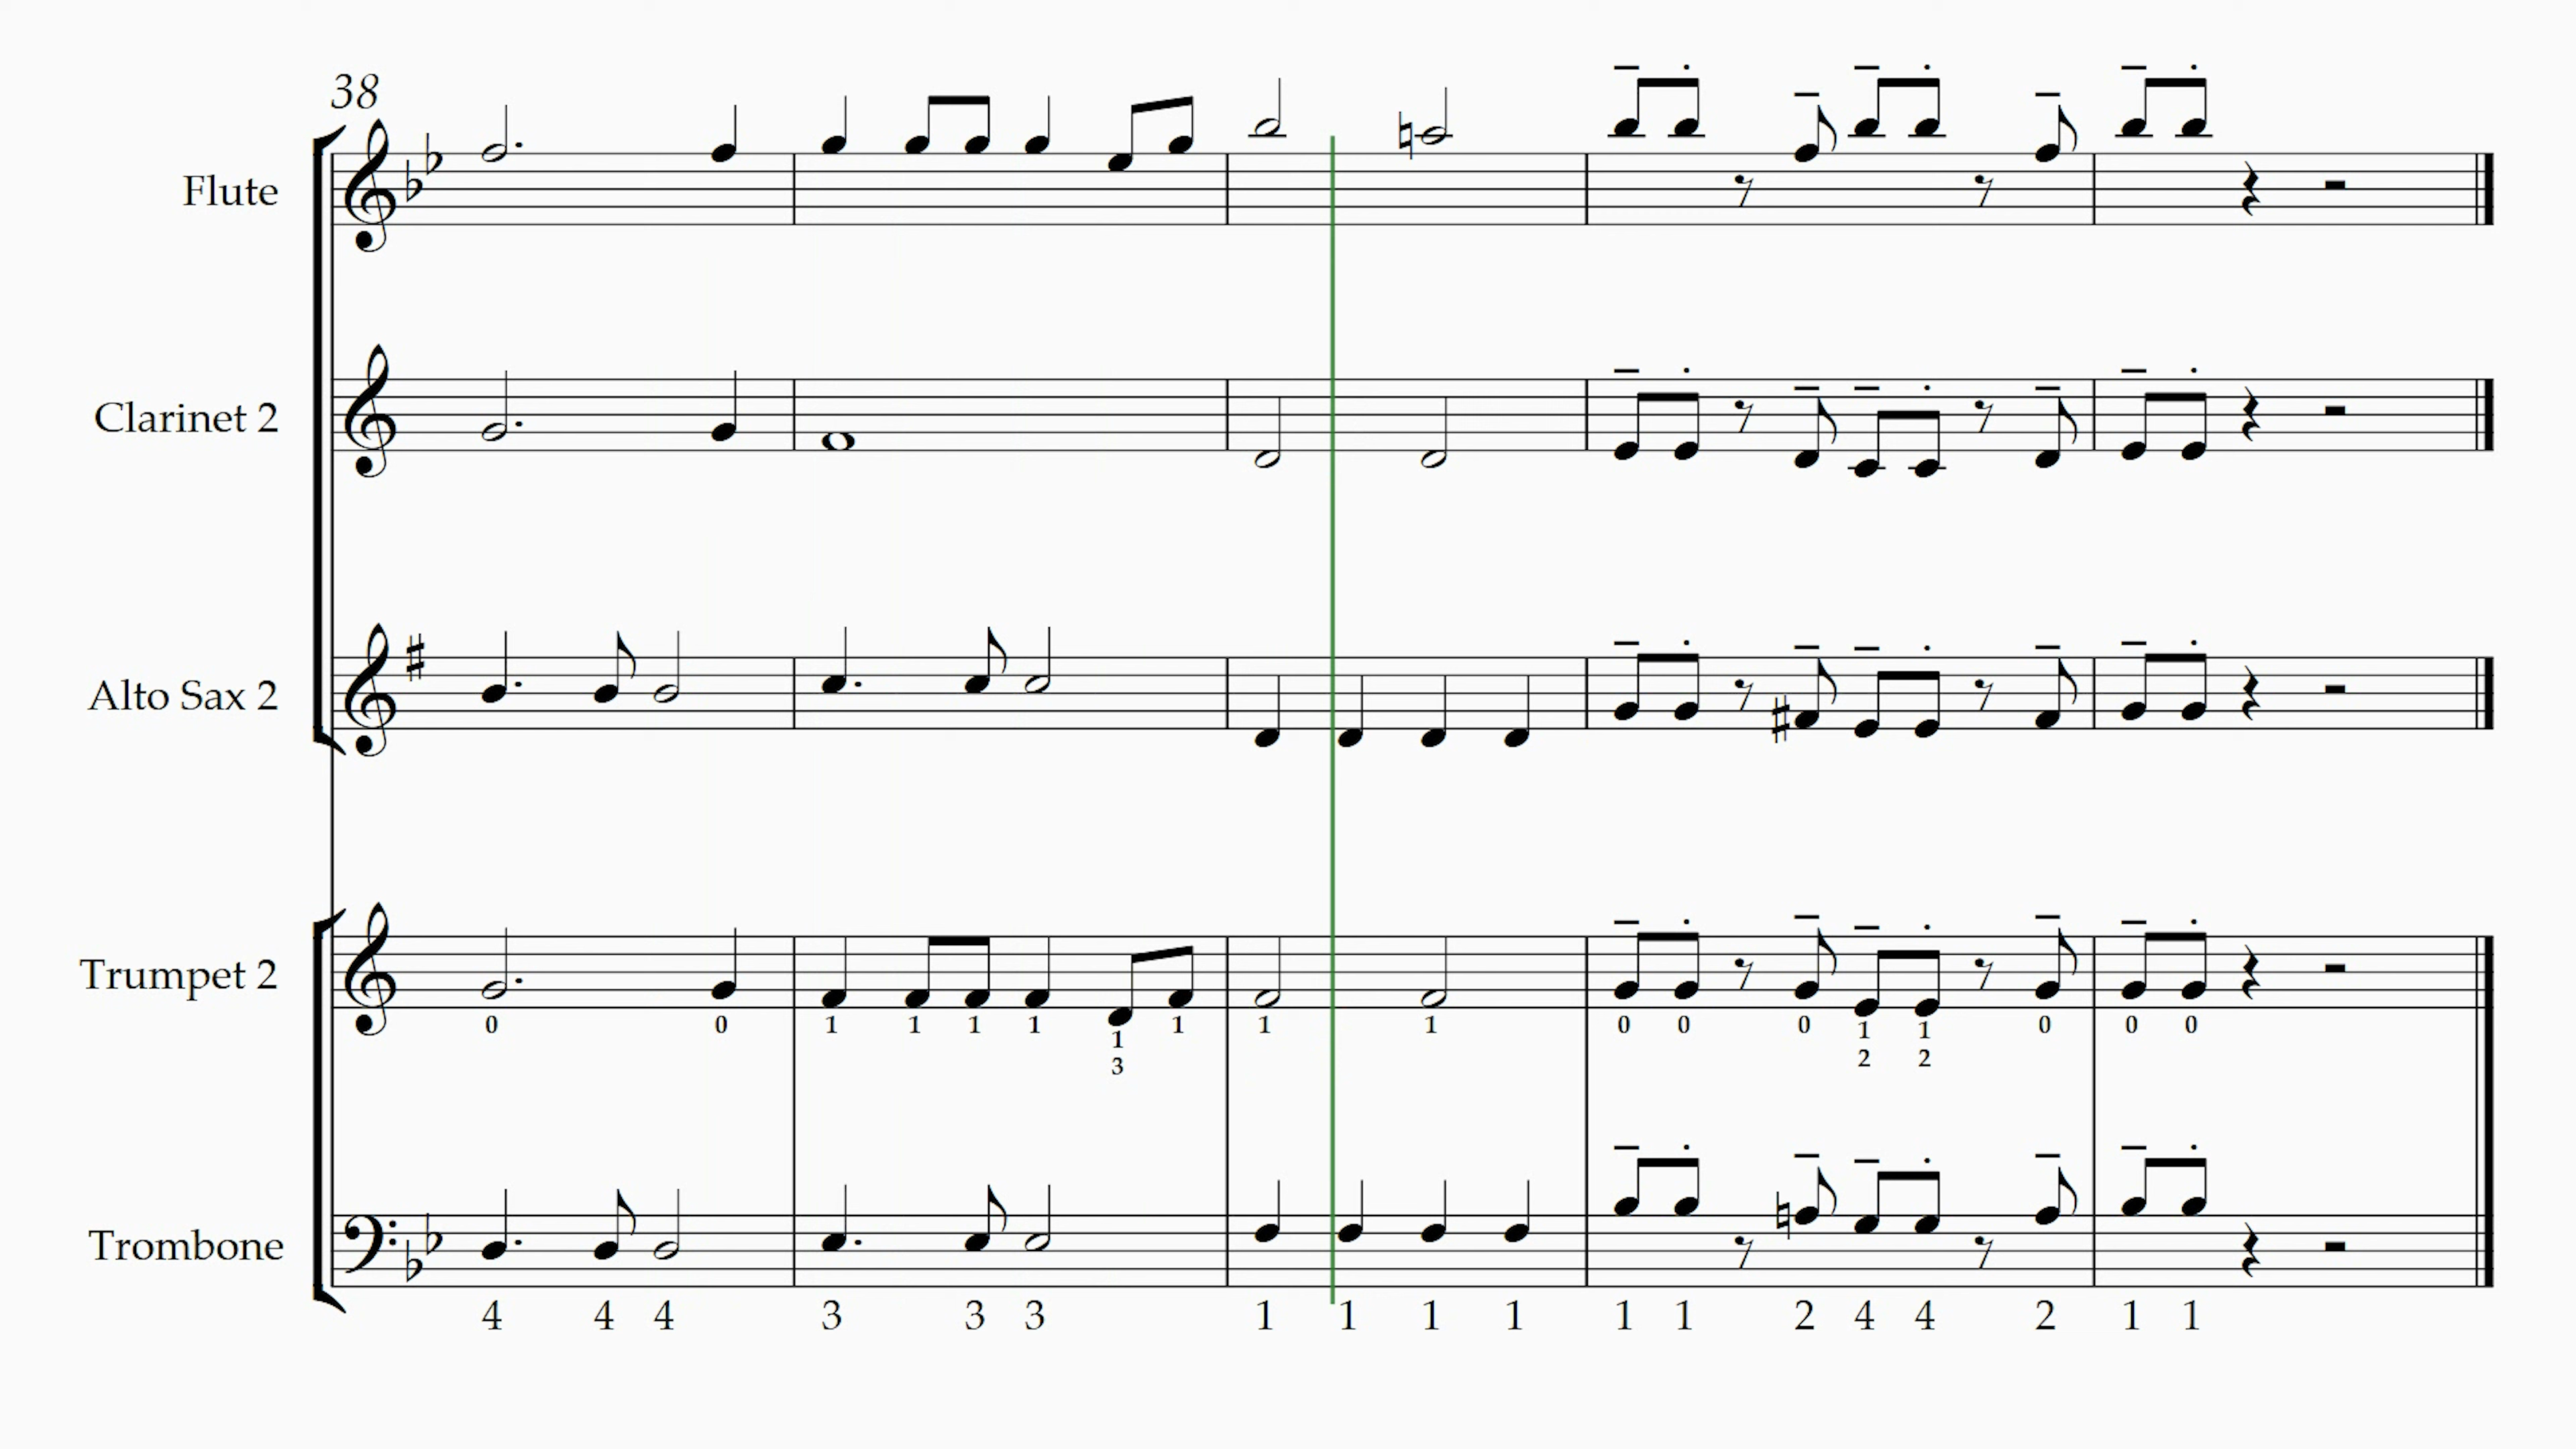 38
Flute
Clarinet 2
Alto Sax 2
Trumpet 2
0 0 1 1 1 1 1 1 1 1 0 0 0 1 1 0 0 0
3 2 2
Trombone
4 4 4 3 3 3 1 1 1 1 1 1 2 4 4 2 1 1